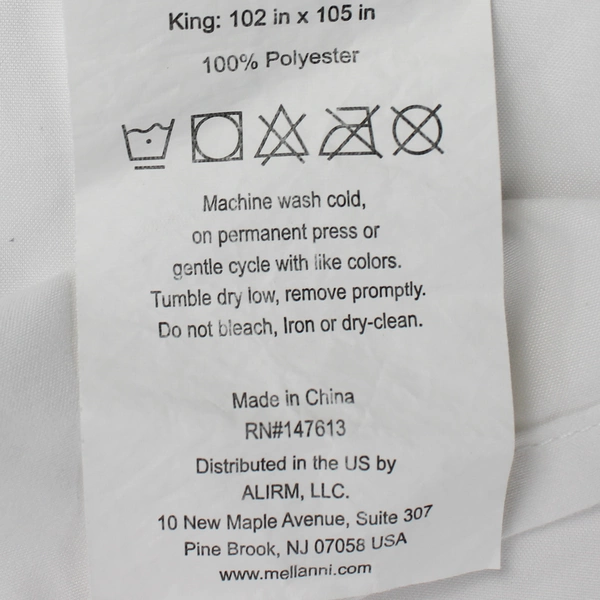 King: 102 in x 105 in
100% Polyester
Machine wash cold,
on permanent press or
gentle cycle with like colors.
Tumble dry low, remove promptly.
Do not bleach, Iron or dry-clean.
Made in China
RN#147613
Distributed in the US by
ALIRM, LLC.
10 New Maple Avenue, Suite 307
Pine Brook, NJ 07058 USA
www.mellanni.com